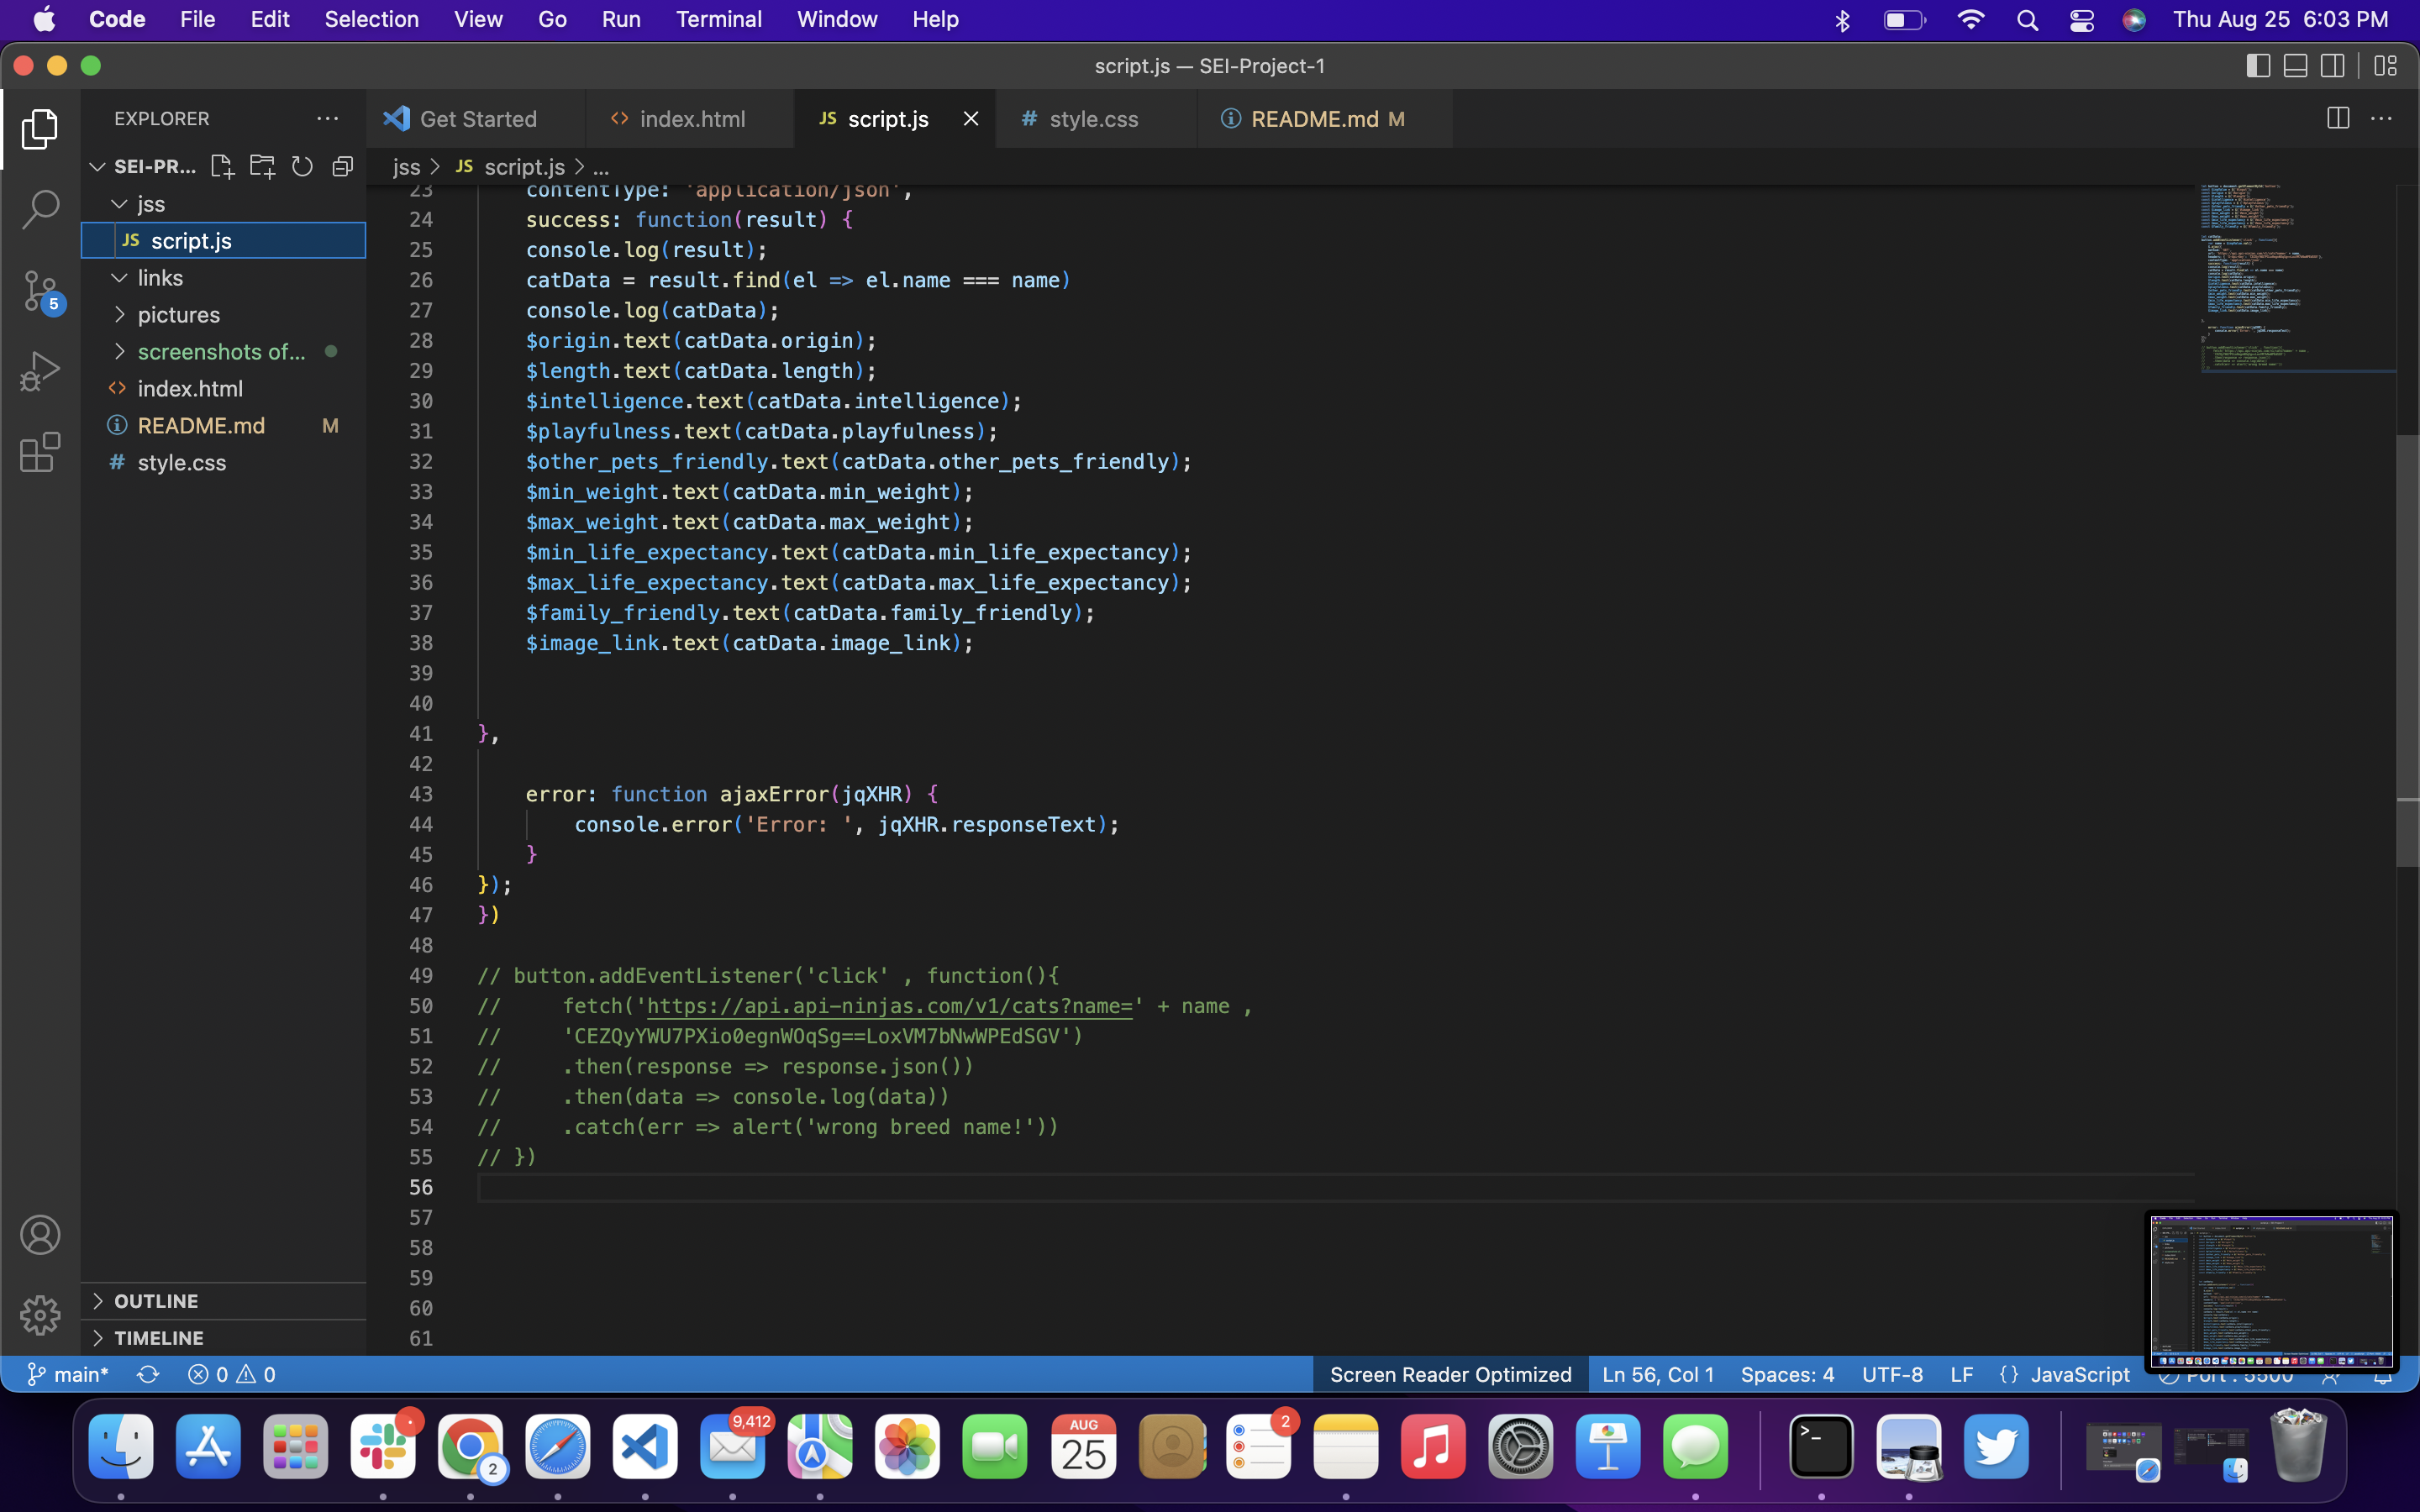 Code File Edit Selection View Go Run Terminal Window Help Thu Aug 25 6:03 PM
script.js — SEI-Project-1
EXPLORER
Get Started
index.html
JS script.js
# style.css
README.md M
SEI-PR...
jss > JS script.js > ...
jss
JS script.js
links
pictures
screenshots of...
index.html
README.md M
# style.css
5
23 contentType: 'application/json',
24 success: function(result) {
25 console.log(result);
26 catData = result.find(el => el.name === name)
27 console.log(catData);
28 $origin.text(catData.origin);
29 $length.text(catData.length);
30 $intelligence.text(catData.intelligence);
31 $playfulness.text(catData.playfulness);
32 $other_pets_friendly.text(catData.other_pets_friendly);
33 $min_weight.text(catData.min_weight);
34 $max_weight.text(catData.max_weight);
35 $min_life_expectancy.text(catData.min_life_expectancy);
36 $max_life_expectancy.text(catData.max_life_expectancy);
37 $family_friendly.text(catData.family_friendly);
38 $image_link.text(catData.image_link);
39
40
41 },
42
43 error: function ajaxError(jqXHR) {
44 console.error('Error: ', jqXHR.responseText);
45 }
46 });
47 })
48
49 // button.addEventListener('click' , function(){
50 // fetch('https://api.api-ninjas.com/v1/cats?name=' + name ,
51 // 'CEZQyYWU7PXio0egnWOqSg==LoxVM7bNwWPEdSGV')
52 // .then(response => response.json())
53 // .then(data => console.log(data))
54 // .catch(err => alert('wrong breed name!'))
55 // })
56
57
58
59
60
61
OUTLINE
TIMELINE
main* 0 0 Screen Reader Optimized Ln 56, Col 1 Spaces: 4 UTF-8 LF {} JavaScript Port : 5500
2
9,412
AUG
25
2